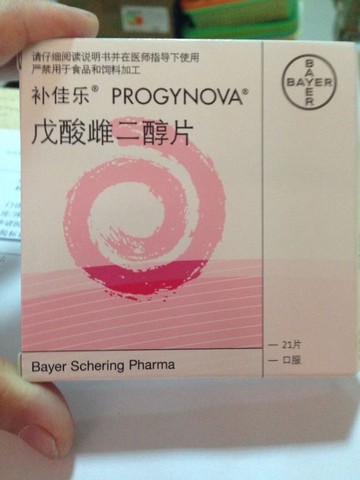 请仔细阅读说明书并在医师指导下使用
严禁用于食品和饲料加工
补佳乐® PROGYNOVA®
BAYER
BAYER
戊酸雌二醇片
Bayer Schering Pharma
— 21片
— 口服